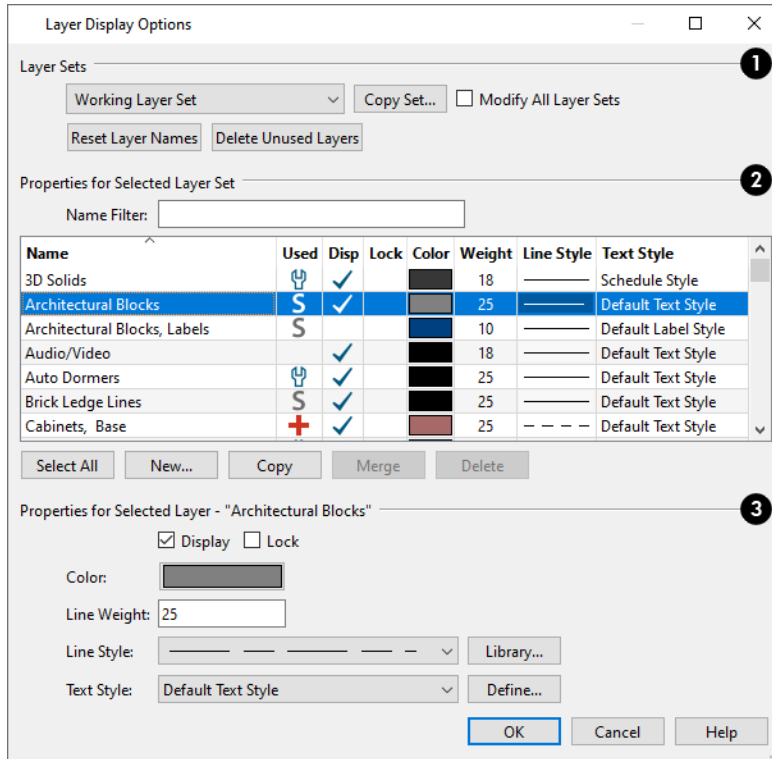 Layer Display Options
Layer Sets 1
Working Layer Set Copy Set... Modify All Layer Sets
Reset Layer Names Delete Unused Layers
Properties for Selected Layer Set 2
Name Filter:
Name Used Disp Lock Color Weight Line Style Text Style
3D Solids 18 Schedule Style
Architectural Blocks S 25 Default Text Style
Architectural Blocks, Labels S 10 Default Label Style
Audio/Video 18 Default Text Style
Auto Dormers 25 Default Text Style
Brick Ledge Lines S 25 Default Text Style
Cabinets, Base 25 Default Text Style
Select All New... Copy Merge Delete
Properties for Selected Layer - "Architectural Blocks" 3
Display Lock
Color:
Line Weight: 25
Line Style: Library...
Text Style: Default Text Style Define...
OK Cancel Help